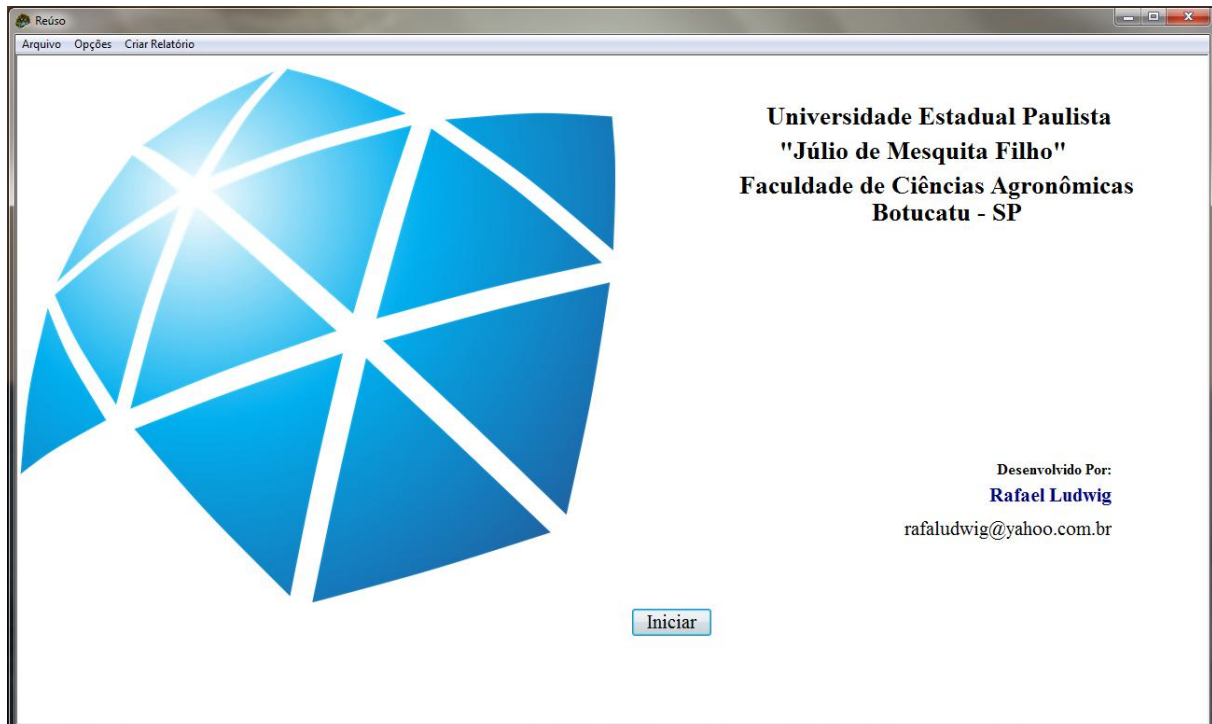 Reúso
Arquivo Opções Criar Relatório
Universidade Estadual Paulista
"Júlio de Mesquita Filho"
Faculdade de Ciências Agronômicas
Botucatu - SP
Desenvolvido Por:
Rafael Ludwig
rafaludwig@yahoo.com.br
Iniciar